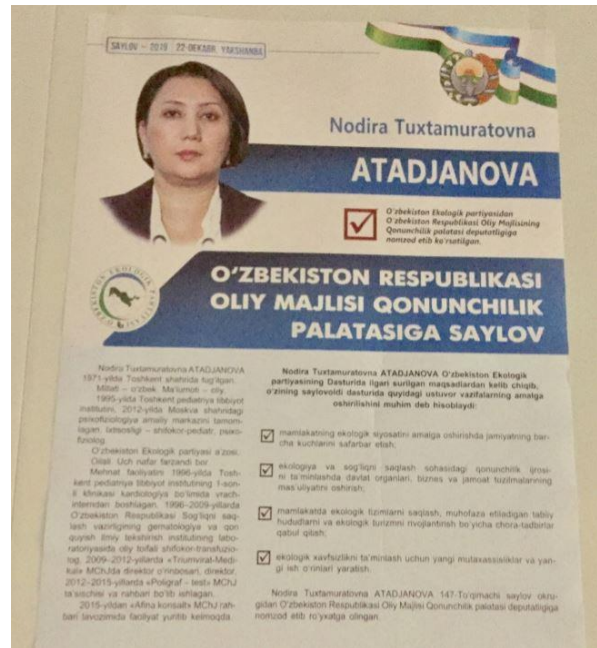 SAYLOV – 2019 22-DEKABR, YAKSHANBA
Nodira Tuxtamuratovna
ATADJANOVA
O'zbekiston Ekologik partiyasidan
O'zbekiston Respublikasi Oliy Majlisining
Qonunchilik palatasi deputatligiga
nomzod etib ko'rsatilgan.
O'ZBEKISTON EKOLOGIK PARTIYASI
O'ZBEKISTON RESPUBLIKASI
OLIY MAJLISI QONUNCHILIK
PALATASIGA SAYLOV
Nodira Tuxtamuratovna ATADJANOVA
1971-yilda Toshkent shahrida tug'ilgan.
Millati – o'zbek. Ma'lumoti – oliy.
1995-yilda Toshkent pediatriya tibbiyot
institutini, 2012-yilda Moskva shahridagi
psixofiziologiya amaliy markazini tamom-
lagan. Ixtisosligi – shifokor-pediatr, psixo-
fiziolog.
O'zbekiston Ekologik partiyasi a'zosi.
Oilali. Uch nafar farzandi bor.
Mehnat faoliyatini 1996-yilda Tosh-
kent pediatriya tibbiyot institutining 1-son-
li klinikasi kardiologiya bo'limida vrach-
interndan boshlagan. 1996–2009-yillarda
O'zbekiston Respublikasi Sog'liqni saq-
lash vazirligining gematologiya va qon
quyish ilmiy tekshirish institutining labo-
ratoriyasida oliy toifali shifokor-transfuzio-
log, 2009–2012-yillarda «Triumviral-Medi-
kal» MChJda direktor o'rinbosari, direktor,
2012–2015-yillarda «Poligraf – test» MChJ
ta'sischisi va rahbari bo'lib ishlagan.
2015-yildan «Afina konsalt» MChJ rah-
bari lavozimida faoliyat yuritib kelmoqda.
Nodira Tuxtamuratovna ATADJANOVA O'zbekiston Ekologik
partiyasining Dasturida ilgari surilgan maqsadlardan kelib chiqib,
o'zining saylovoldi dasturida quyidagi ustuvor vazifalarning amalga
oshirilishini muhim deb hisoblaydi:
mamlakatning ekologik siyosatini amalga oshirishda jamiyatning bar-
cha kuchlarini safarbar etish;
ekologiya va sog'liqni saqlash sohasidagi qonunchilik ijrosi-
ni ta'minlashda davlat organlari, biznes va jamoat tuzilmalarining
mas'uliyatini oshirish;
mamlakatda ekologik tizimlarni saqlash, muhofaza etiladigan tabiiy
hududlarni va ekologik turizmni rivojlantirish bo'yicha chora-tadbirlar
qabul qilish;
ekologik xavfsizlikni ta'minlash uchun yangi mutaxassisliklar va yan-
gi ish o'rinlari yaratish.
Nodira Tuxtamuratovna ATADJANOVA 147-To'qimachi saylov okru-
gidan O'zbekiston Respublikasi Oliy Majlisi Qonunchilik palatasi deputatligiga
nomzod etib ro'yxatga olingan.